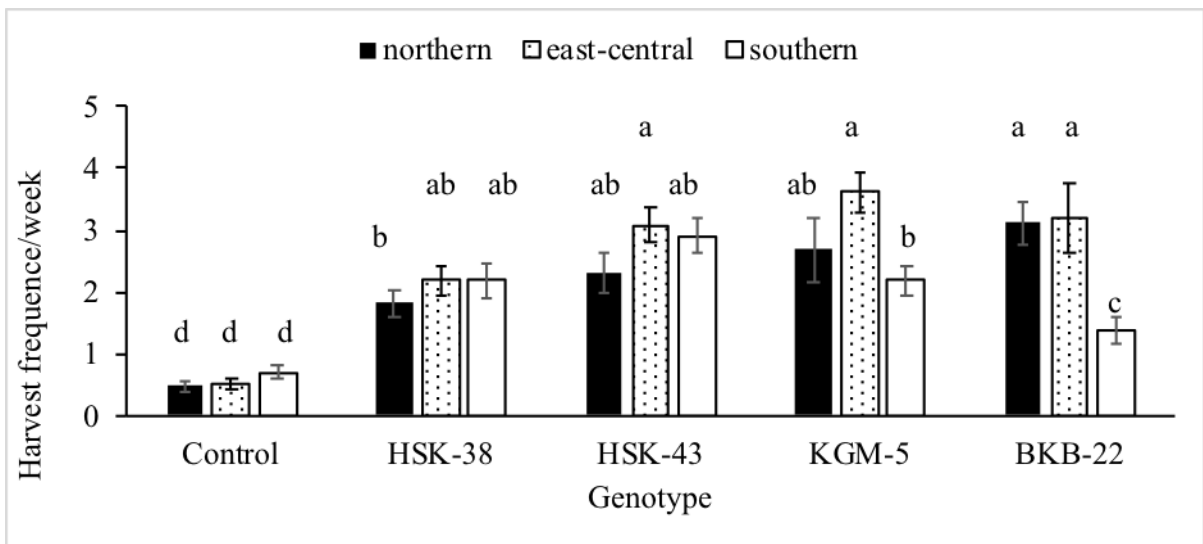 northern east-central southern
5
4
3
2
1
0
Harvest frequence/week
a a a a
ab ab ab ab ab
b b
c
d d d
Control HSK-38 HSK-43 KGM-5 BKB-22
Genotype